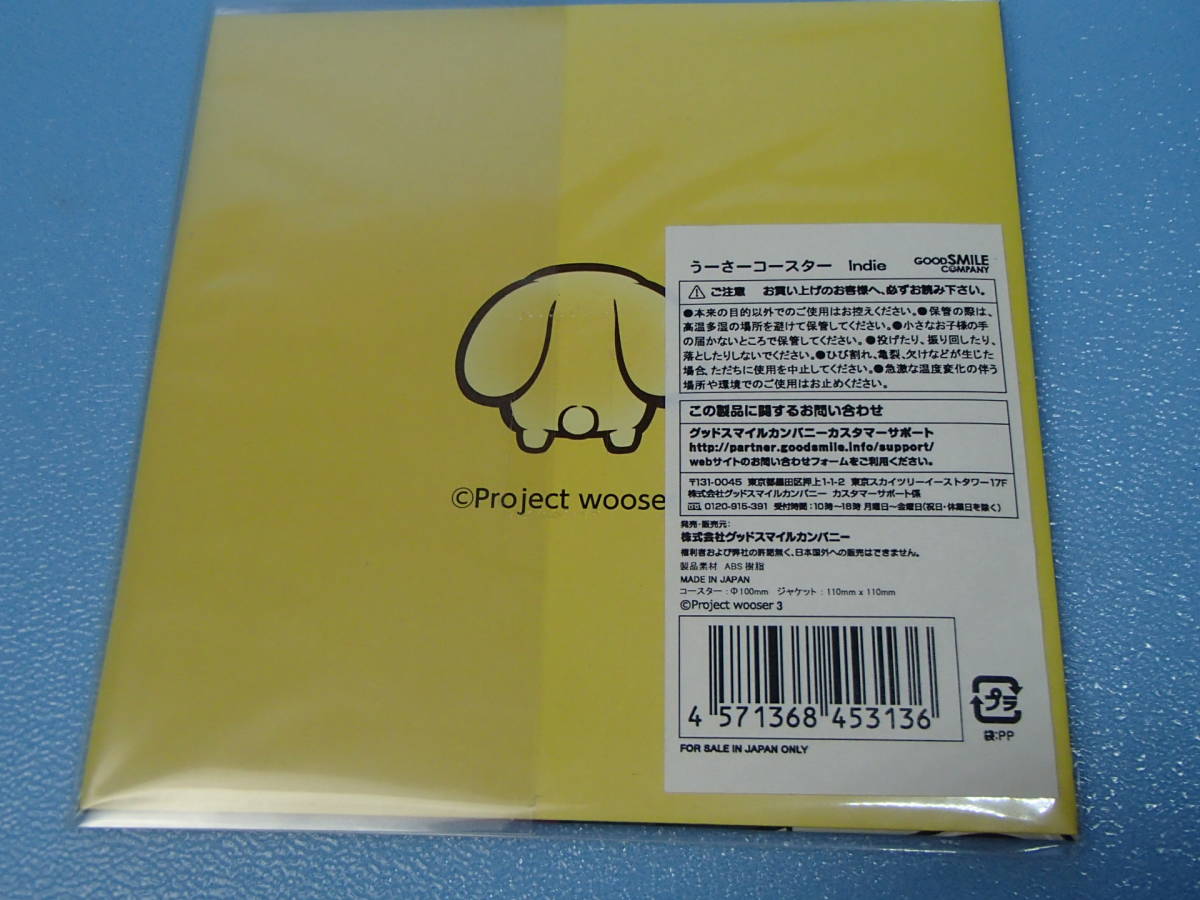 ©Project woose
うーさーコースター Indie GOODSMILE COMPANY
ご注意 お買い上げのお客様へ、必ずお読み下さい。
●本来の目的以外でのご使用はお控えください。●保管の際は、
高温多湿の場所を避けて保管してください。●小さなお子様の手
の届かないところで保管してください。●投げたり、振り回したり、
落としたりしないでください。●ひび割れ、亀裂、欠けなどが生じた
場合、ただちに使用を中止してください。●急激な温度変化の伴う
場所や環境でのご使用はお止めください。
この製品に関するお問い合わせ
グッドスマイルカンパニーカスタマーサポート
http://partner.goodsmile.info/support/
webサイトのお問い合わせフォームをご利用ください。
〒131-0045 東京都墨田区押上1-1-2 東京スカイツリーイーストタワー17F
株式会社グッドスマイルカンパニー カスタマーサポート係
0120-915-391 受付時間:10時〜18時 月曜日〜金曜日(祝日・休業日を除く)
発売・販売元:
株式会社グッドスマイルカンパニー
権利者および弊社の許諾無く、日本国外への販売はできません。
製品素材 ABS樹脂
MADE IN JAPAN
コースター:Φ100mm ジャケット:110mm x 110mm
©Project wooser 3
4 571368 453136
プラ
袋:PP
FOR SALE IN JAPAN ONLY